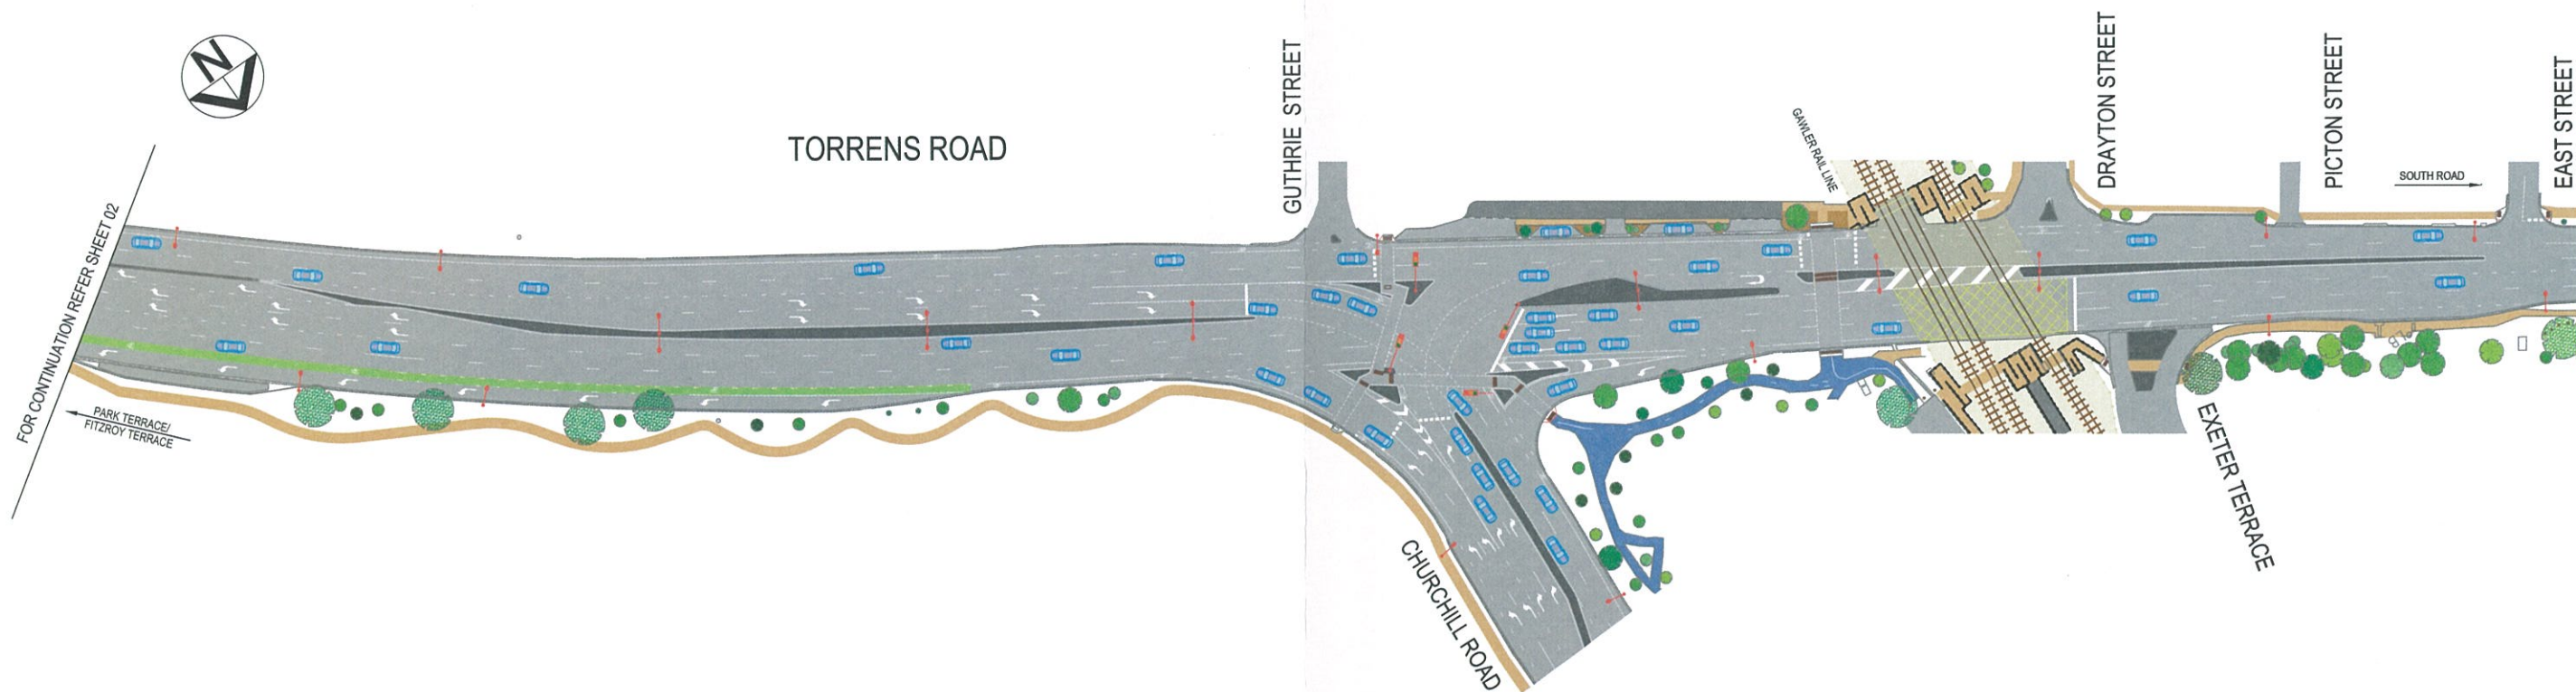 N
FOR CONTINUATION REFER SHEET 02
PARK TERRACE/
FITZROY TERRACE
TORRENS ROAD
GUTHRIE STREET
CHURCHILL ROAD
GAWLER RAIL LINE
DRAYTON STREET
EXETER TERRACE
PICTON STREET
SOUTH ROAD
EAST STREET